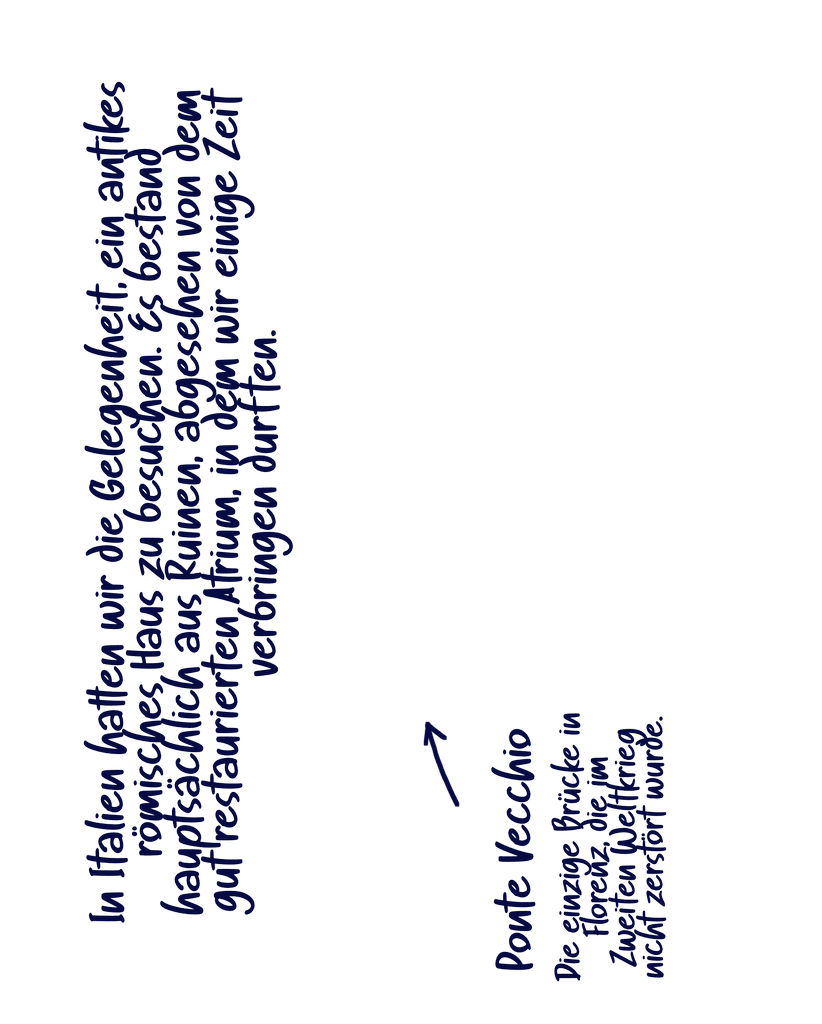 In Italien hatten wir die Gelegenheit, ein antikes
römisches Haus zu besuchen. Es bestand
hauptsächlich aus Ruinen, abgesehen von dem
gut restaurierten Atrium, in dem wir einige Zeit
verbringen durften.
Ponte Vecchio
Die einzige Brücke in
Florenz, die im
Zweiten Weltkrieg
nicht zerstört wurde.